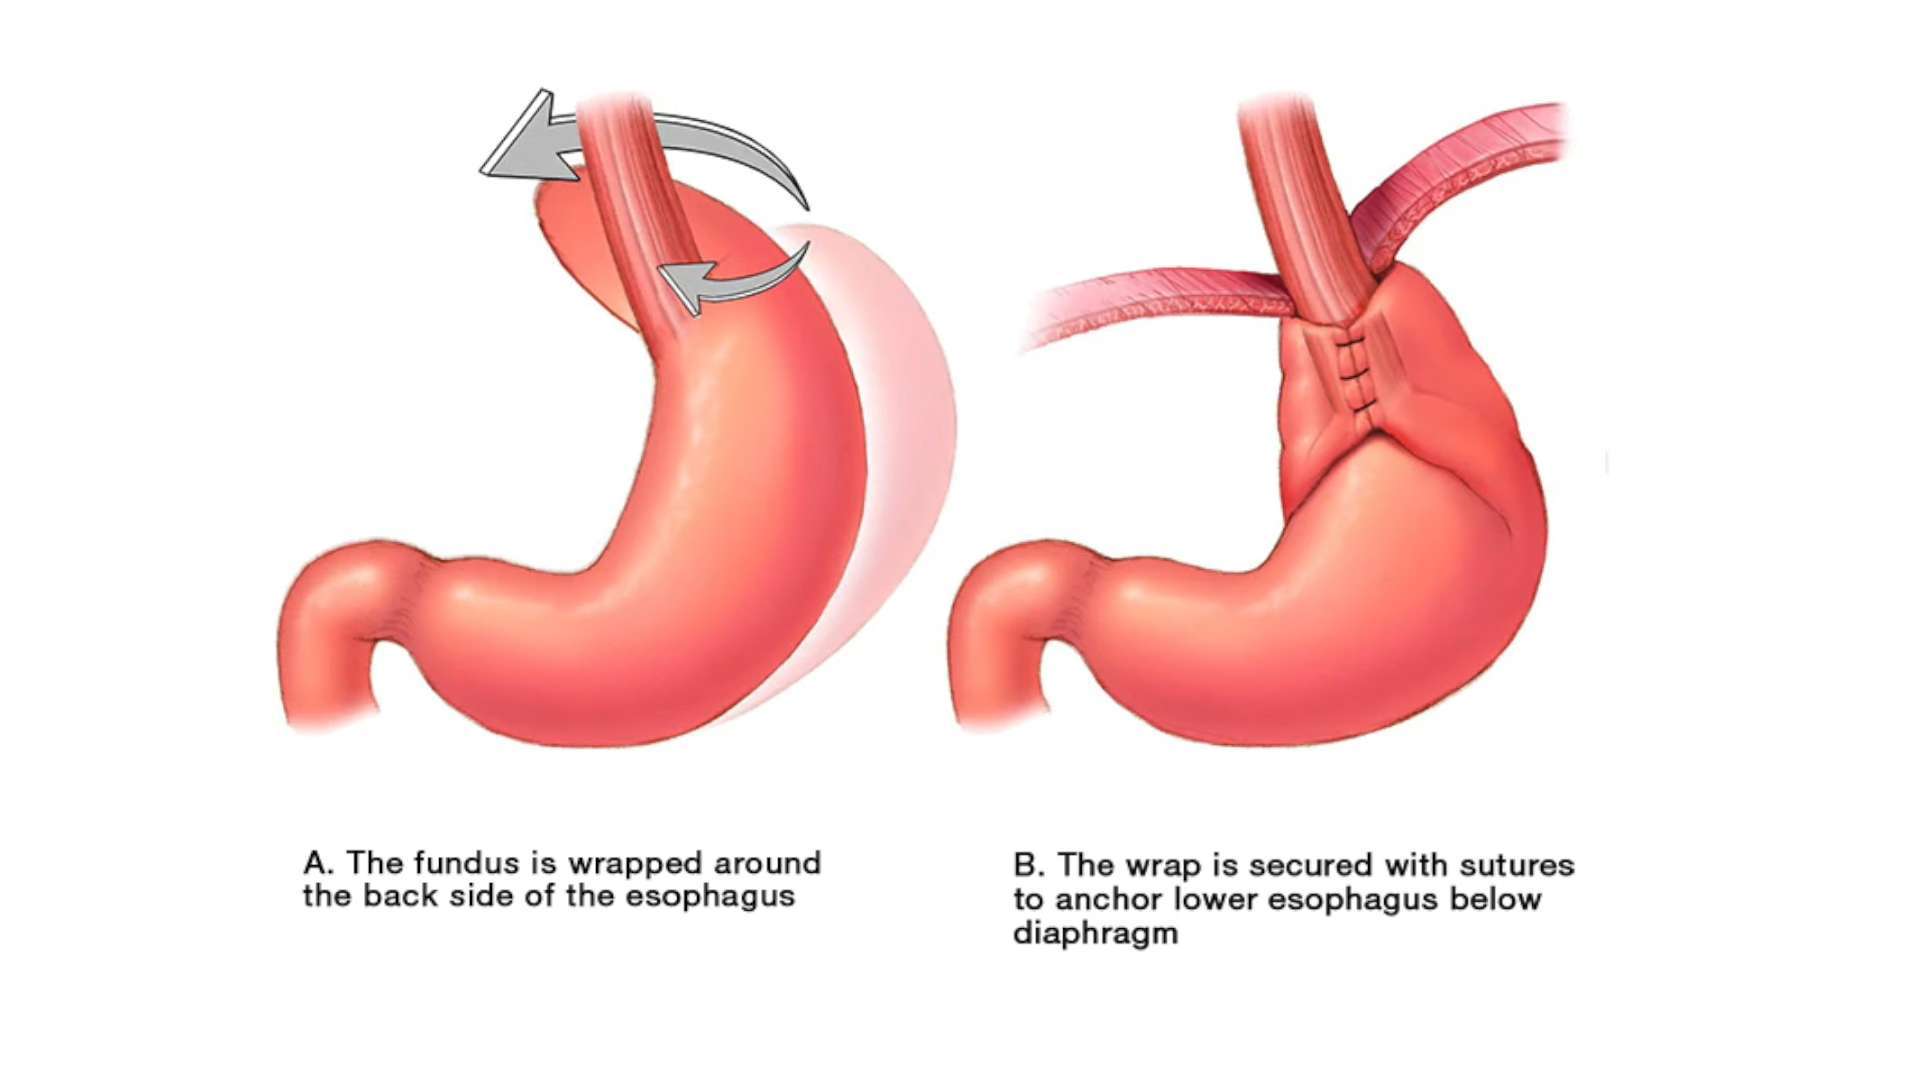 A. The fundus is wrapped around
the back side of the esophagus
B. The wrap is secured with sutures
to anchor lower esophagus below
diaphragm